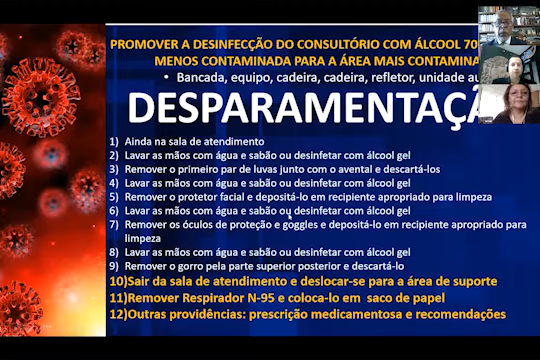 PROMOVER A DESINFECÇÃO DO CONSULTÓRIO COM ÁLCOOL 70
MENOS CONTAMINADA PARA A ÁREA MAIS CONTAMINA
• Bancada, equipo, cadeira, cadeira, refletor, unidade au
DESPARAMENTAÇÃ
1) Ainda na sala de atendimento
2) Lavar as mãos com água e sabão ou desinfetar com álcool gel
3) Remover o primeiro par de luvas junto com o avental e descartá-los
4) Lavar as mãos com água e sabão ou desinfetar com álcool gel
5) Remover o protetor facial e depositá-lo em recipiente apropriado para limpeza
6) Lavar as mãos com água e sabão ou desinfetar com álcool gel
7) Remover os óculos de proteção e goggles e depositá-lo em recipiente apropriado para
limpeza
8) Lavar as mãos com água e sabão ou desinfetar com álcool gel
9) Remover o gorro pela parte superior posterior e descartá-lo
10)Sair da sala de atendimento e deslocar-se para a área de suporte
11)Remover Respirador N-95 e coloca-lo em saco de papel
12)Outras providências: prescrição medicamentosa e recomendações